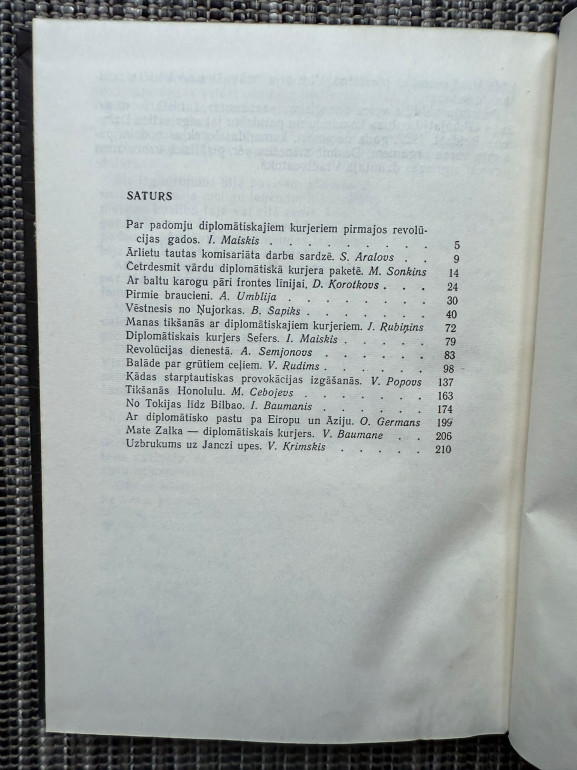 SATURS
Par padomju diplomātiskajiem kurjeriem pirmajos revolū-
cijas gados. I. Maiskis . . . . . . . . . 5
Ārlietu tautas komisariāta darba sardzē. S. Aralovs . . 9
Četrdesmit vārdu diplomātiskā kurjera paketē. M. Sonkins 14
Ar baltu karogu pāri frontes līnijai. D. Korotkovs . . . 24
Pirmie braucieni. A. Umblija . . . . . . . . 30
Vēstnesis no Ņujorkas. B. Sapiks . . . . . . 40
Manas tikšanās ar diplomātiskajiem kurjeriem. J. Rubiņins 72
Diplomātiskais kurjers Sefers. I. Maiskis . . . . . 79
Revolūcijas dienestā. A. Semjonovs . . . . . 83
Balāde par grūtiem ceļiem. V. Rudims . . . . . 98
Kādas starptautiskas provokācijas izgāšanās. V. Popovs 137
Tikšanās Honolulu. M. Cebojevs . . . . . . 163
No Tokijas līdz Bilbao. I. Baumanis . . . . . 174
Ar diplomātisko pastu pa Eiropu un Āziju. O. Germans 199
Mate Zalka — diplomātiskais kurjers. V. Baumane . . 206
Uzbrukums uz Janczi upes. V. Krimskis . . . . . 210